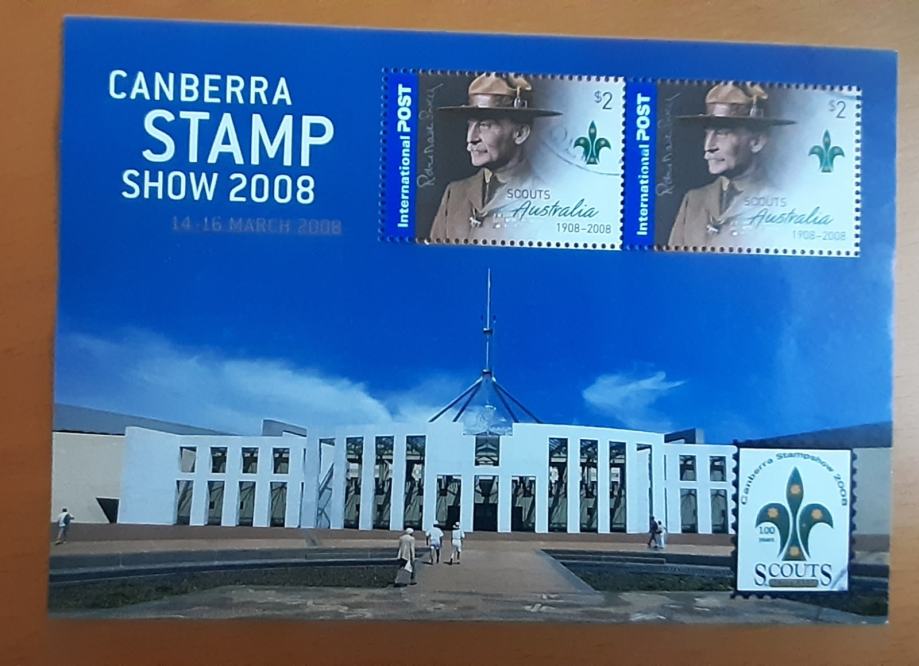 CANBERRA
STAMP
SHOW 2008
14-16 MARCH 2008
International POST
$2
SCOUTS
Australia
1908-2008
International POST
$2
SCOUTS
Australia
1908-2008
Canberra Stampshow 2008
100
YEARS
SCOUTS